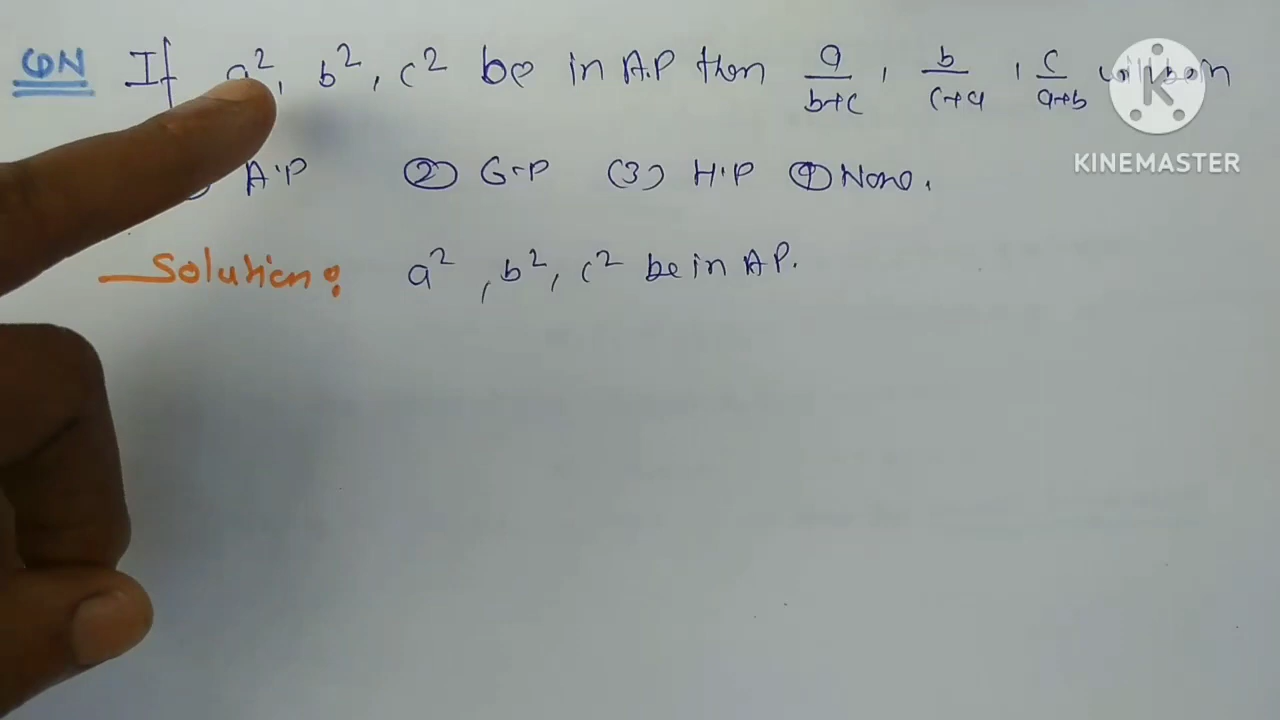 QN If a², b², c² be in A.P then a/b+c, b/c+a, c/a+b will be in
A.P ② G.P (3) H.P ④ None.
Solution: a², b², c² be in AP.
K
KINEMASTER